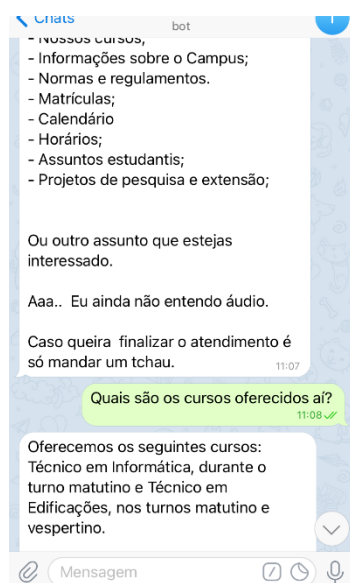 Chats
bot
- Nossos cursos;
- Informações sobre o Campus;
- Normas e regulamentos.
- Matrículas;
- Calendário
- Horários;
- Assuntos estudantis;
- Projetos de pesquisa e extensão;
Ou outro assunto que estejas
interessado.
Aaa..  Eu ainda não entendo áudio.
Caso queira  finalizar o atendimento é
só mandar um tchau.
11:07
Quais são os cursos oferecidos aí?
11:08
Oferecemos os seguintes cursos:
Técnico em Informática, durante o
turno matutino e Técnico em
Edificações, nos turnos matutino e
vespertino.
Mensagem